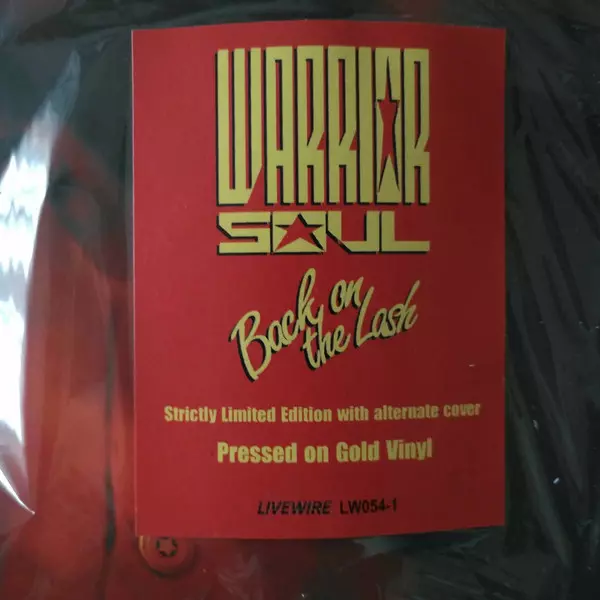 WARRIOR
SOUL
Back on
the Lash
Strictly Limited Edition with alternate cover
Pressed on Gold Vinyl
LIVEWIRE LW054-1